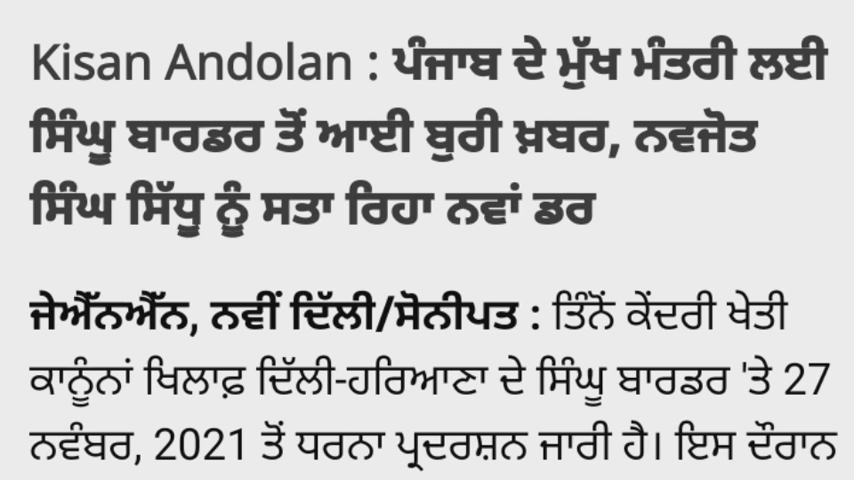 Kisan Andolan : ਪੰਜਾਬ ਦੇ ਮੁੱਖ ਮੰਤਰੀ ਲਈ
ਸਿੰਘੂ ਬਾਰਡਰ ਤੋਂ ਆਈ ਬੁਰੀ ਖ਼ਬਰ, ਨਵਜੋਤ
ਸਿੰਘ ਸਿੱਧੂ ਨੂੰ ਸਤਾ ਰਿਹਾ ਨਵਾਂ ਡਰ
ਜੇਐੱਨਐੱਨ, ਨਵੀਂ ਦਿੱਲੀ/ਸੋਨੀਪਤ : ਤਿੰਨੋਂ ਕੇਂਦਰੀ ਖੇਤੀ
ਕਾਨੂੰਨਾਂ ਖਿਲਾਫ਼ ਦਿੱਲੀ-ਹਰਿਆਣਾ ਦੇ ਸਿੰਘੂ ਬਾਰਡਰ 'ਤੇ 27
ਨਵੰਬਰ, 2021 ਤੋਂ ਧਰਨਾ ਪ੍ਰਦਰਸ਼ਨ ਜਾਰੀ ਹੈ। ਇਸ ਦੌਰਾਨ